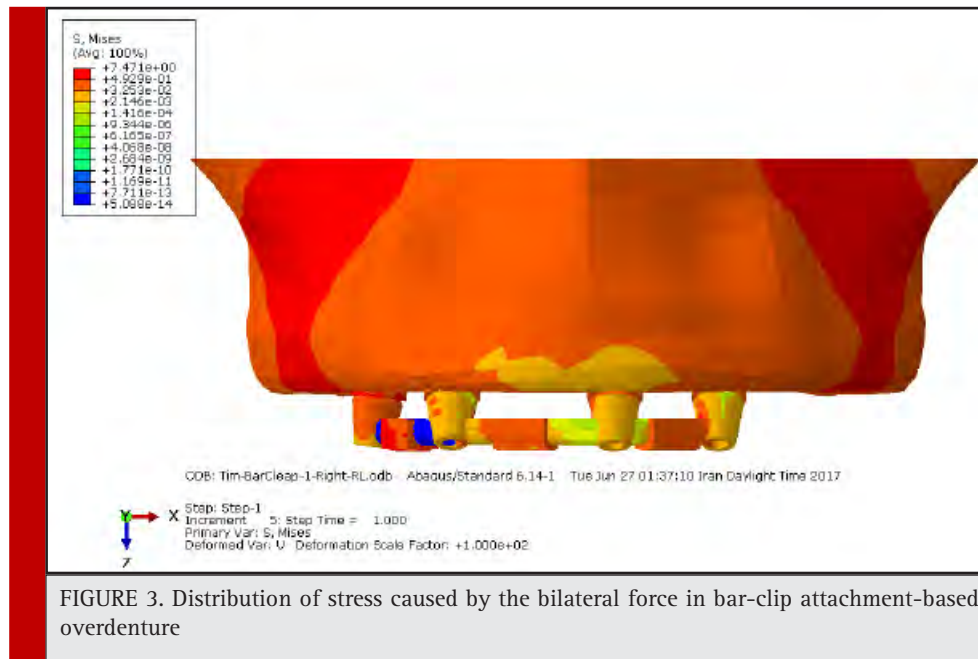 S, Mises
(Avg: 100%)
+7.471e+00
+4.929e-01
+3.253e-02
+2.146e-03
+1.416e-04
+9.344e-06
+6.165e-07
+4.068e-08
+2.684e-09
+1.771e-10
+1.169e-11
+7.711e-13
+5.088e-14
ODB: Tim-BarCleap-1-Right-RL.odb Abaqus/Standard 6.14-1 Tue Jun 27 01:37:10 Iran Daylight Time 2017
Y X
Z
Step: Step-1
Increment 5: Step Time = 1.000
Primary Var: S, Mises
Deformed Var: U Deformation Scale Factor: +1.000e+02
FIGURE 3. Distribution of stress caused by the bilateral force in bar-clip attachment-based
overdenture